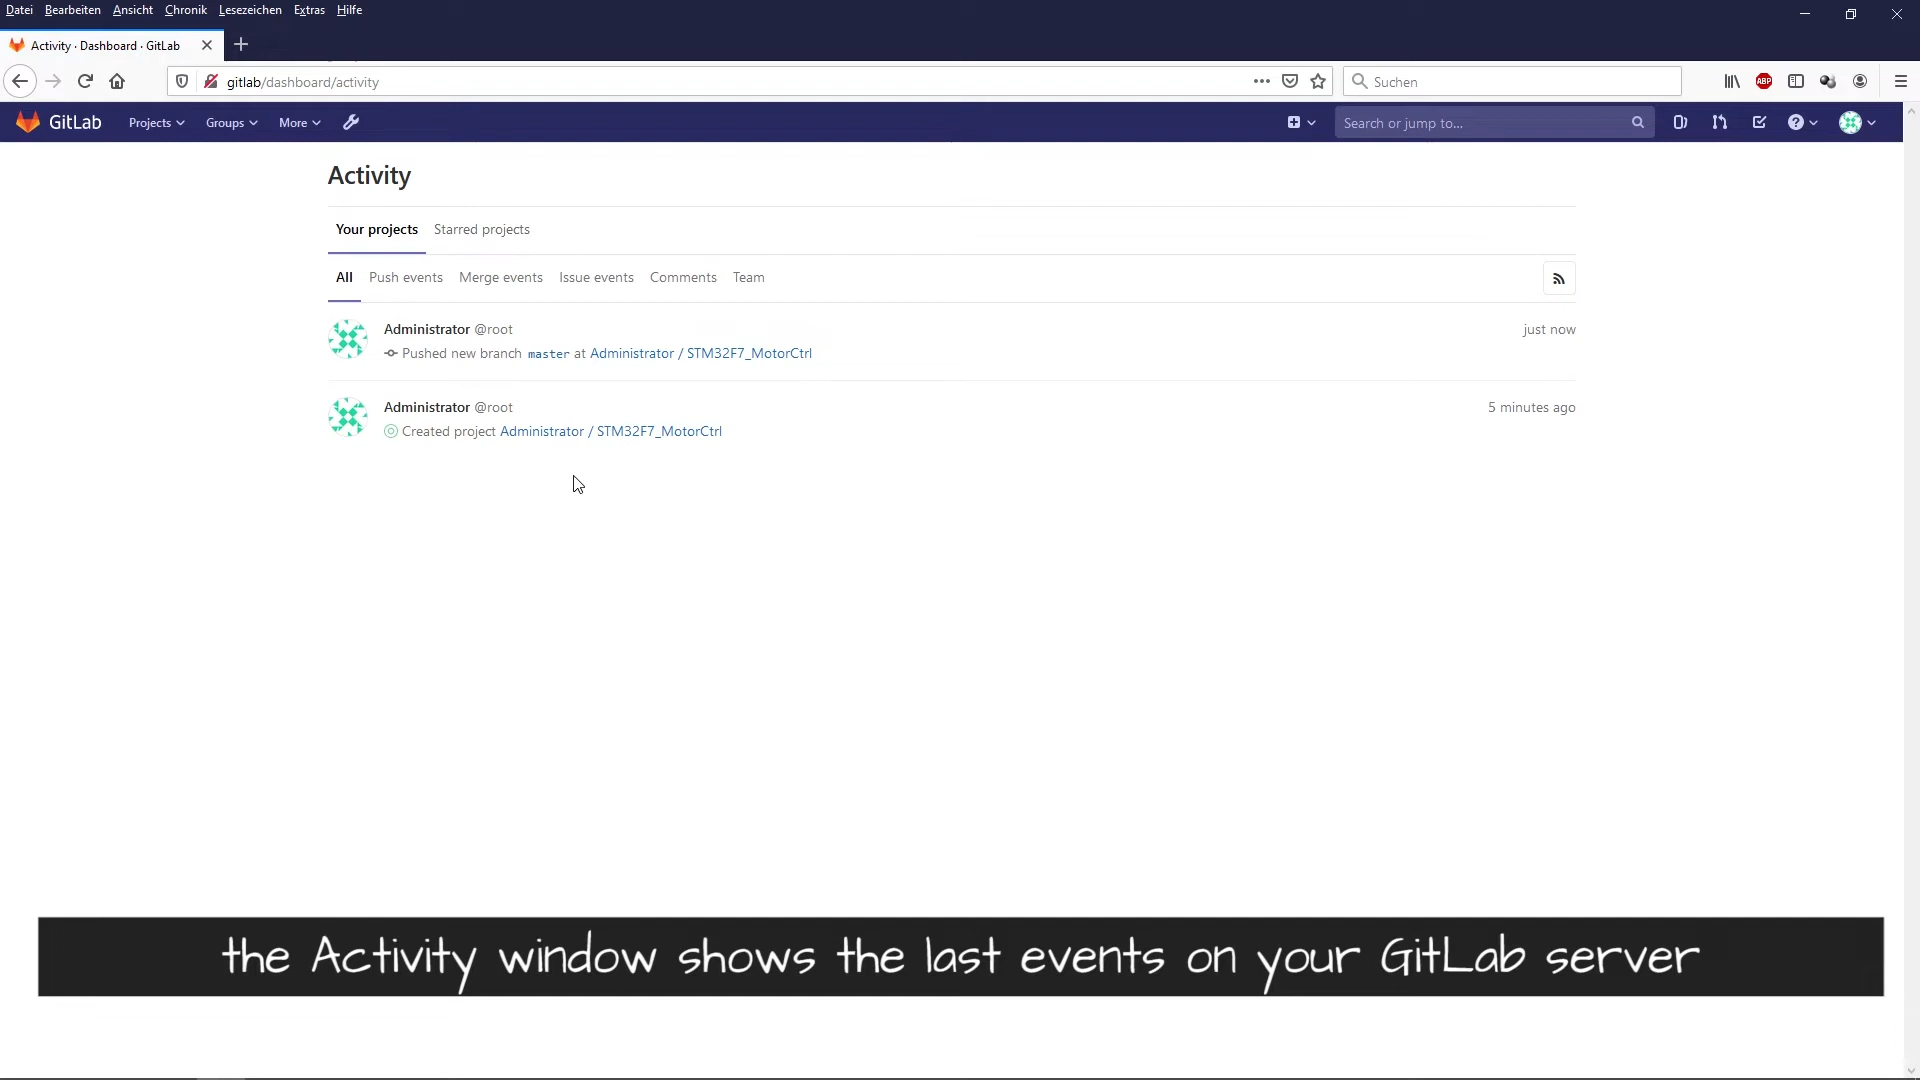 Datei Bearbeiten Ansicht Chronik Lesezeichen Extras Hilfe
Activity · Dashboard · GitLab
gitlab/dashboard/activity
Suchen
ABP
GitLab Projects Groups More
Search or jump to...
Activity
Your projects Starred projects
All Push events Merge events Issue events Comments Team
Administrator @root just now
Pushed new branch master at Administrator / STM32F7_MotorCtrl
Administrator @root 5 minutes ago
Created project Administrator / STM32F7_MotorCtrl
the Activity window shows the last events on your GitLab server